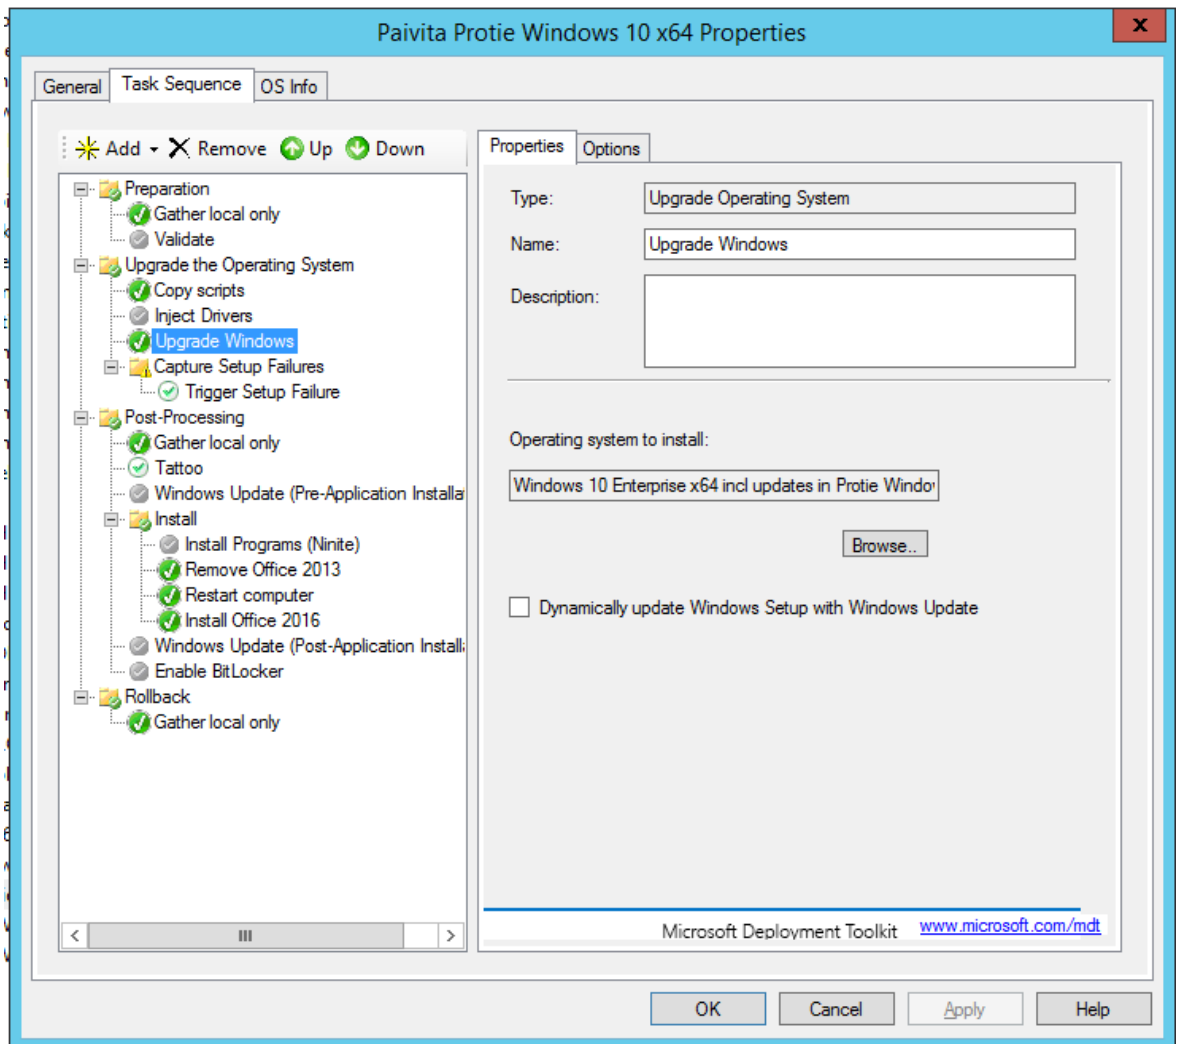 Paivita Protie Windows 10 x64 Properties
x
General Task Sequence OS Info
Add Remove Up Down
Preparation
Gather local only
Validate
Upgrade the Operating System
Copy scripts
Inject Drivers
Upgrade Windows
Capture Setup Failures
Trigger Setup Failure
Post-Processing
Gather local only
Tattoo
Windows Update (Pre-Application Installa
Install
Install Programs (Ninite)
Remove Office 2013
Restart computer
Install Office 2016
Windows Update (Post-Application Install
Enable BitLocker
Rollback
Gather local only
Properties Options
Type: Upgrade Operating System
Name: Upgrade Windows
Description:
Operating system to install:
Windows 10 Enterprise x64 incl updates in Protie Window
Browse..
Dynamically update Windows Setup with Windows Update
Microsoft Deployment Toolkit www.microsoft.com/mdt
OK Cancel Apply Help